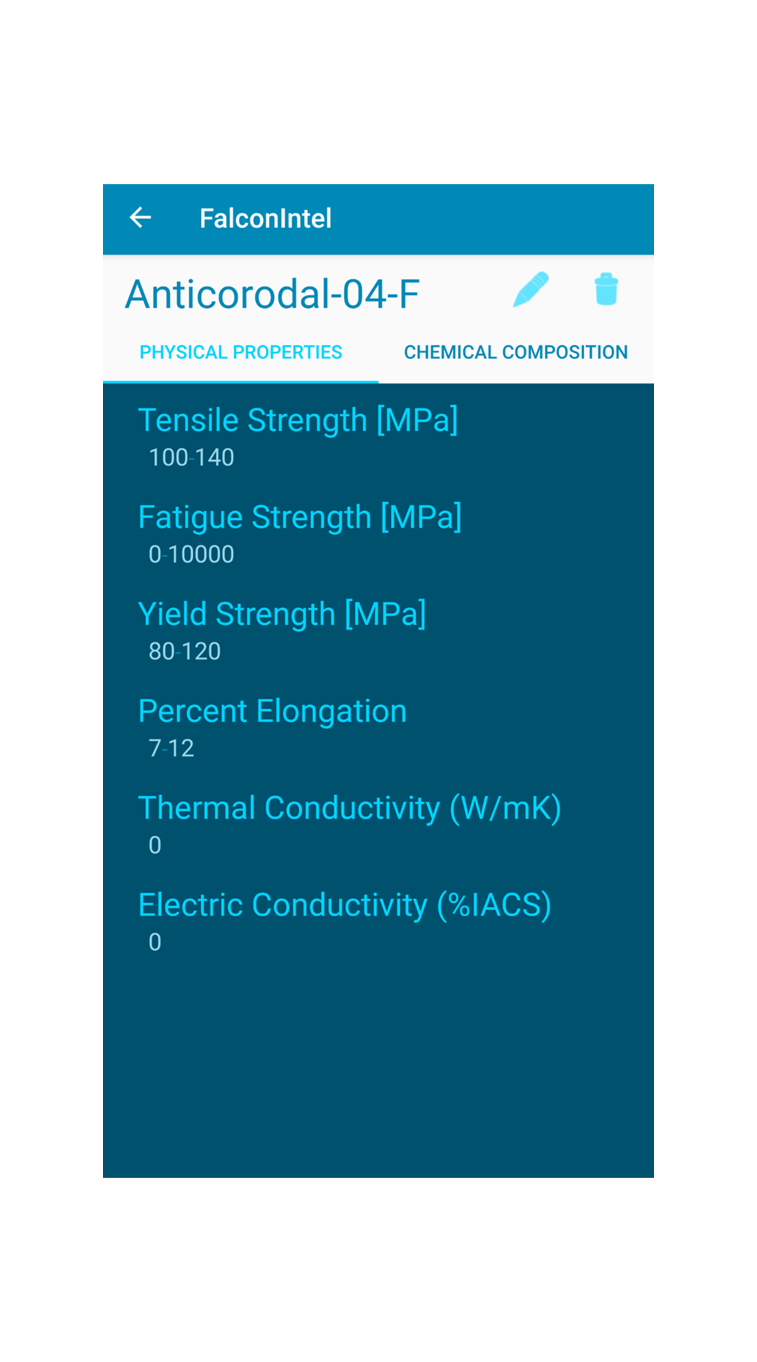 FalconIntel
Anticorodal-04-F
PHYSICAL PROPERTIES CHEMICAL COMPOSITION
Tensile Strength [MPa]
100-140
Fatigue Strength [MPa]
0-10000
Yield Strength [MPa]
80-120
Percent Elongation
7-12
Thermal Conductivity (W/mK)
0
Electric Conductivity (%IACS)
0